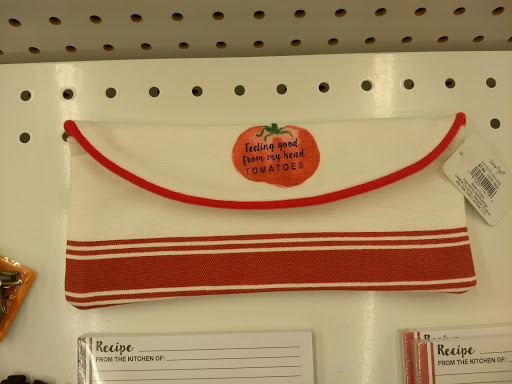 Feeling good
from my head
TOMATOES
Recipe
FROM THE KITCHEN OF:
Recipe
FROM THE KITCHEN OF: